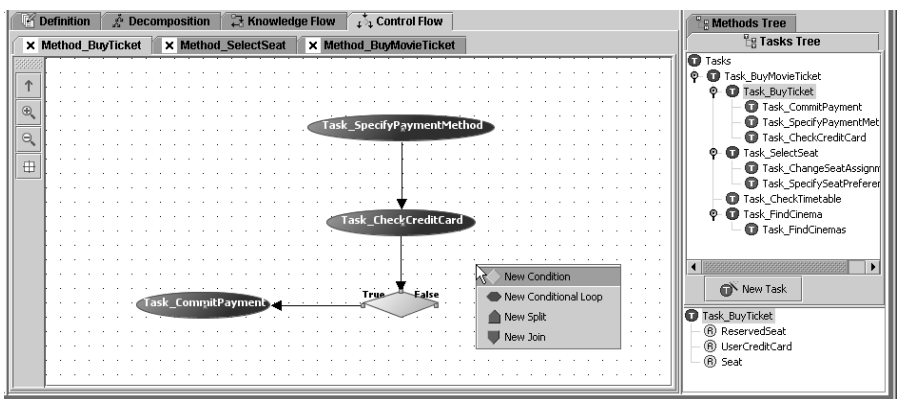 Definition Decomposition Knowledge Flow Control Flow
Method_BuyTicket Method_SelectSeat Method_BuyMovieTicket
Task_SpecifyPaymentMethod
Task_CheckCreditCard
True False
Task_CommitPayment
New Condition
New Conditional Loop
New Split
New Join
Methods Tree
Tasks Tree
Tasks
Task_BuyMovieTicket
Task_BuyTicket
Task_CommitPayment
Task_SpecifyPaymentMet
Task_CheckCreditCard
Task_SelectSeat
Task_ChangeSeatAssignm
Task_SpecifySeatPreferer
Task_CheckTimetable
Task_FindCinema
Task_FindCinemas
New Task
Task_BuyTicket
ReservedSeat
UserCreditCard
Seat